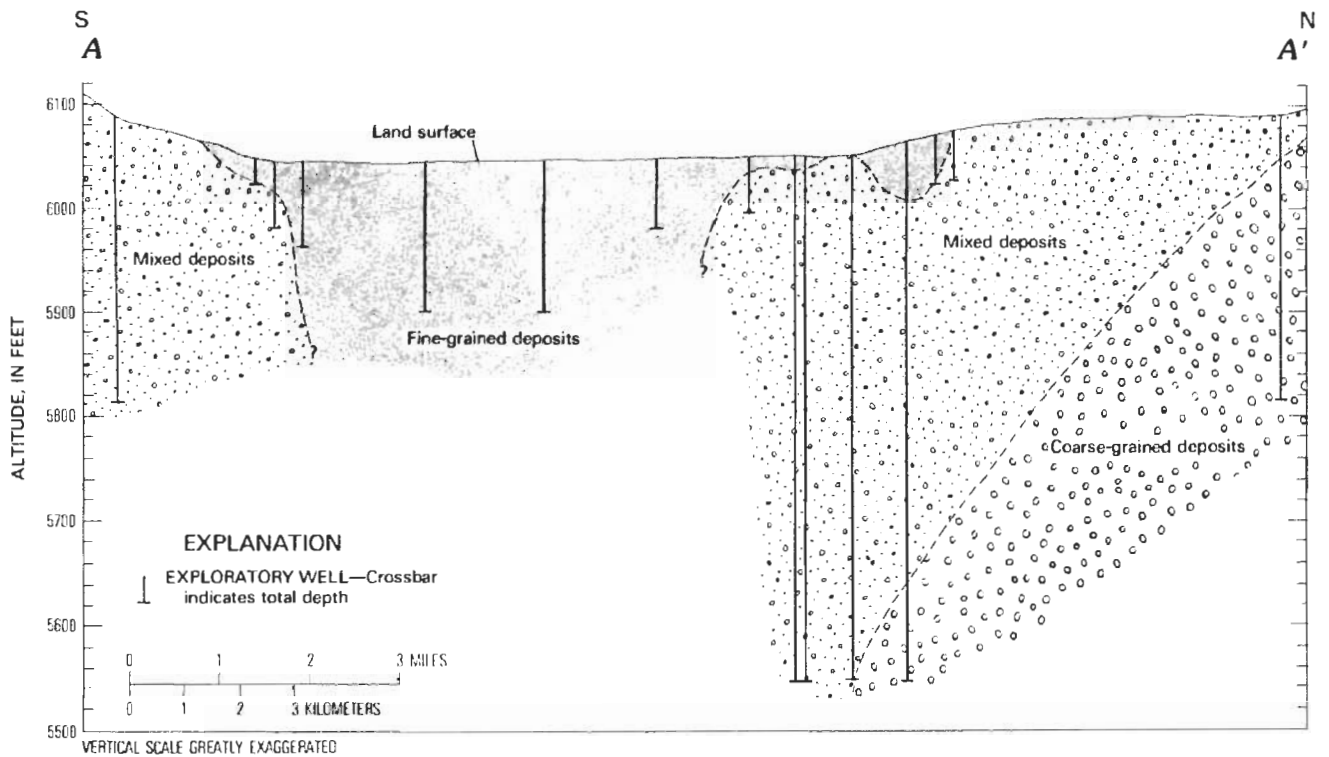 S
N
A
A'
6100
6000
5900
5800
5700
5600
5500
ALTITUDE, IN FEET
Land surface
Mixed deposits
Mixed deposits
Fine-grained deposits
Coarse-grained deposits
?
?
EXPLANATION
EXPLORATORY WELL—Crossbar
indicates total depth
0 1 2 3 MILES
0 1 2 3 KILOMETERS
VERTICAL SCALE GREATLY EXAGGERATED